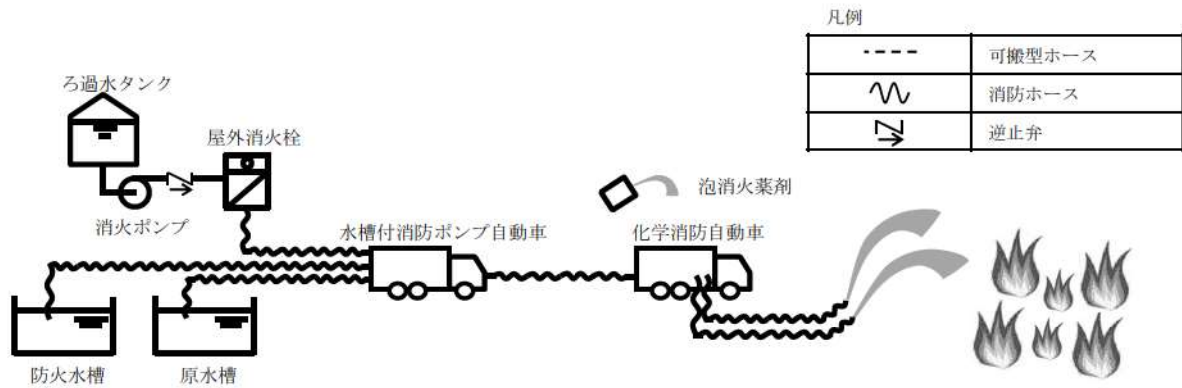 凡例
可搬型ホース
消防ホース
逆止弁
ろ過水タンク
屋外消火栓
消火ポンプ
泡消火薬剤
水槽付消防ポンプ自動車
化学消防自動車
防火水槽
原水槽